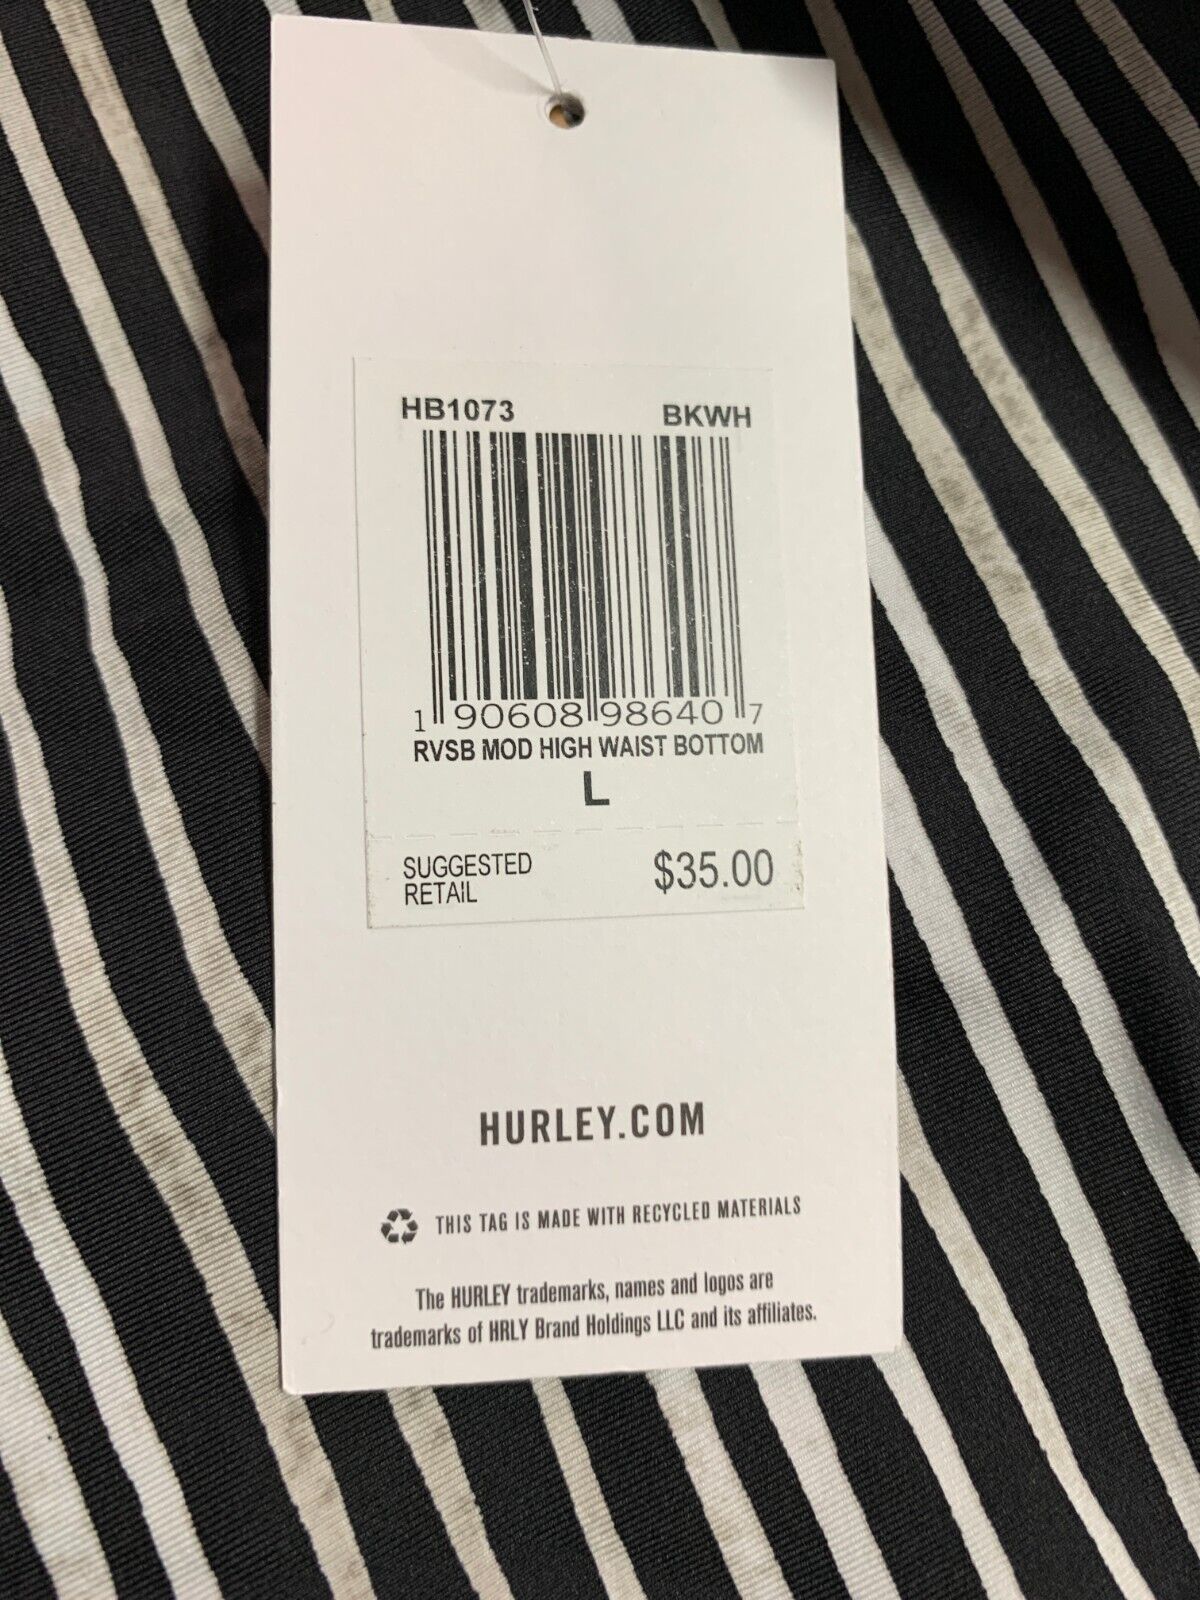 HB1073 BKWH
1 90608 98640 7
RVSB MOD HIGH WAIST BOTTOM
L
SUGGESTED
RETAIL
$35.00
HURLEY.COM
THIS TAG IS MADE WITH RECYCLED MATERIALS
The HURLEY trademarks, names and logos are
trademarks of HRLY Brand Holdings LLC and its affiliates.